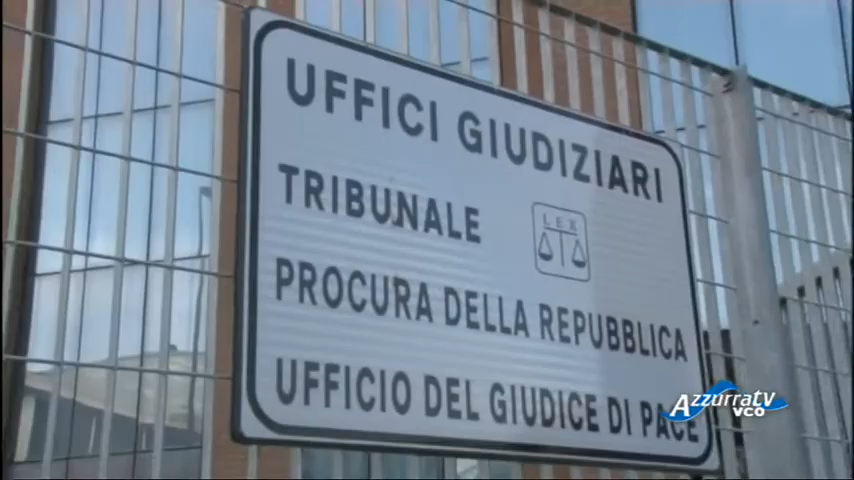 UFFICI GIUDIZIARI
TRIBUNALE
LEX
PROCURA DELLA REPUBBLICA
UFFICIO DEL GIUDICE DI PACE
AZZURRATV
VCO